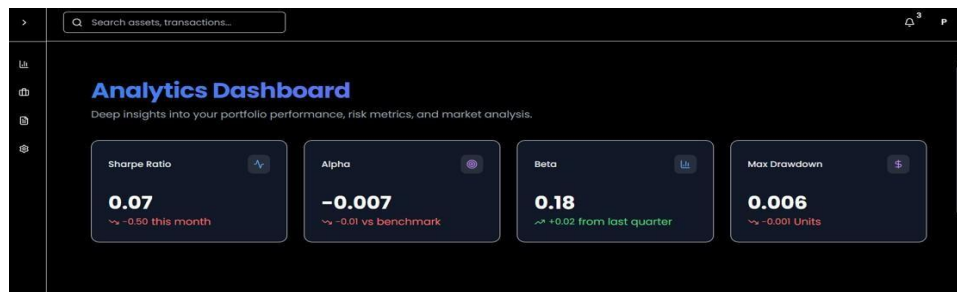 Search assets, transactions...
3
P
Analytics Dashboard
Deep insights into your portfolio performance, risk metrics, and market analysis.
Sharpe Ratio
0.07
-0.50 this month
Alpha
-0.007
-0.01 vs benchmark
Beta
0.18
+0.02 from last quarter
Max Drawdown
$
0.006
-0.001 Units